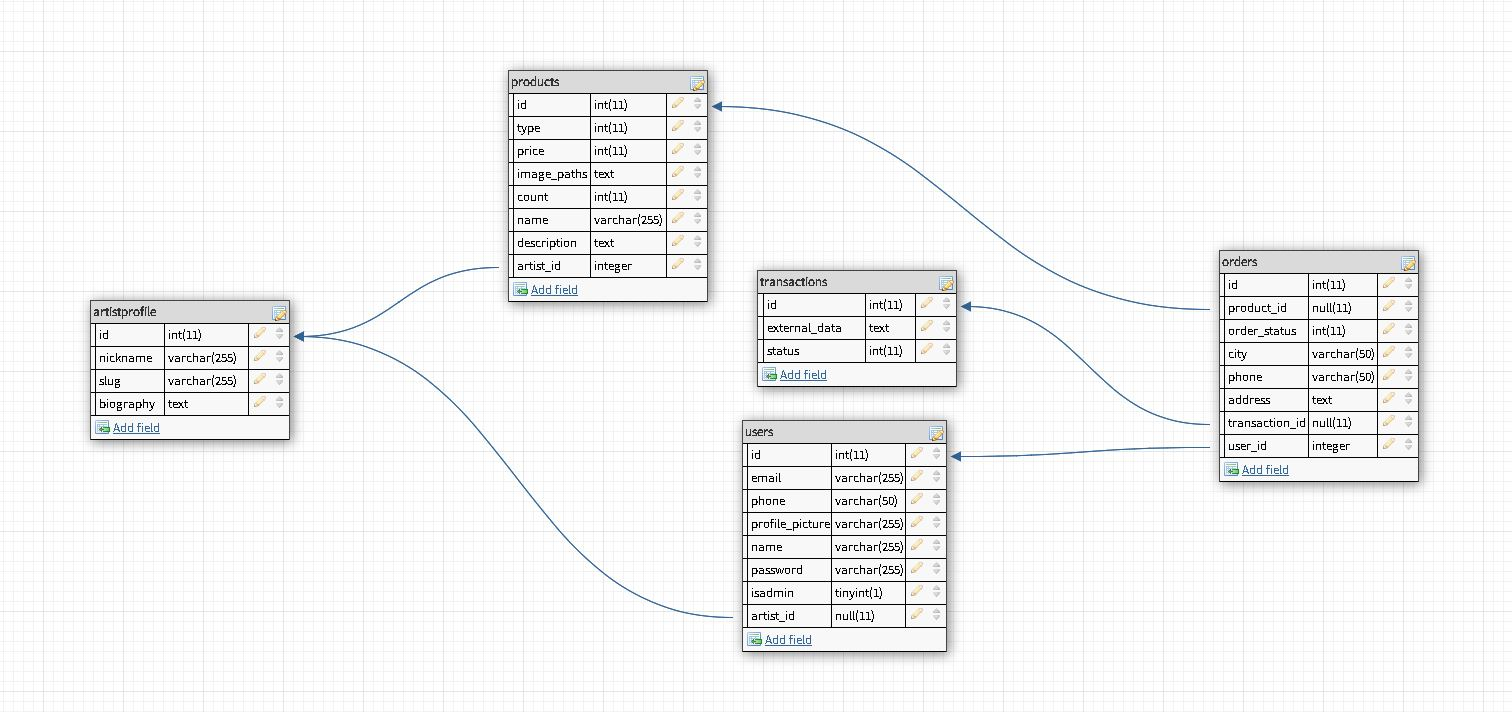 products
id int(11)
type int(11)
price int(11)
image_paths text
count int(11)
name varchar(255)
description text
artist_id integer
Add field
artistprofile
id int(11)
nickname varchar(255)
slug varchar(255)
biography text
Add field
transactions
id int(11)
external_data text
status int(11)
Add field
users
id int(11)
email varchar(255)
phone varchar(50)
profile_picture varchar(255)
name varchar(255)
password varchar(255)
isadmin tinyint(1)
artist_id null(11)
Add field
orders
id int(11)
product_id null(11)
order_status int(11)
city varchar(50)
phone varchar(50)
address text
transaction_id null(11)
user_id integer
Add field